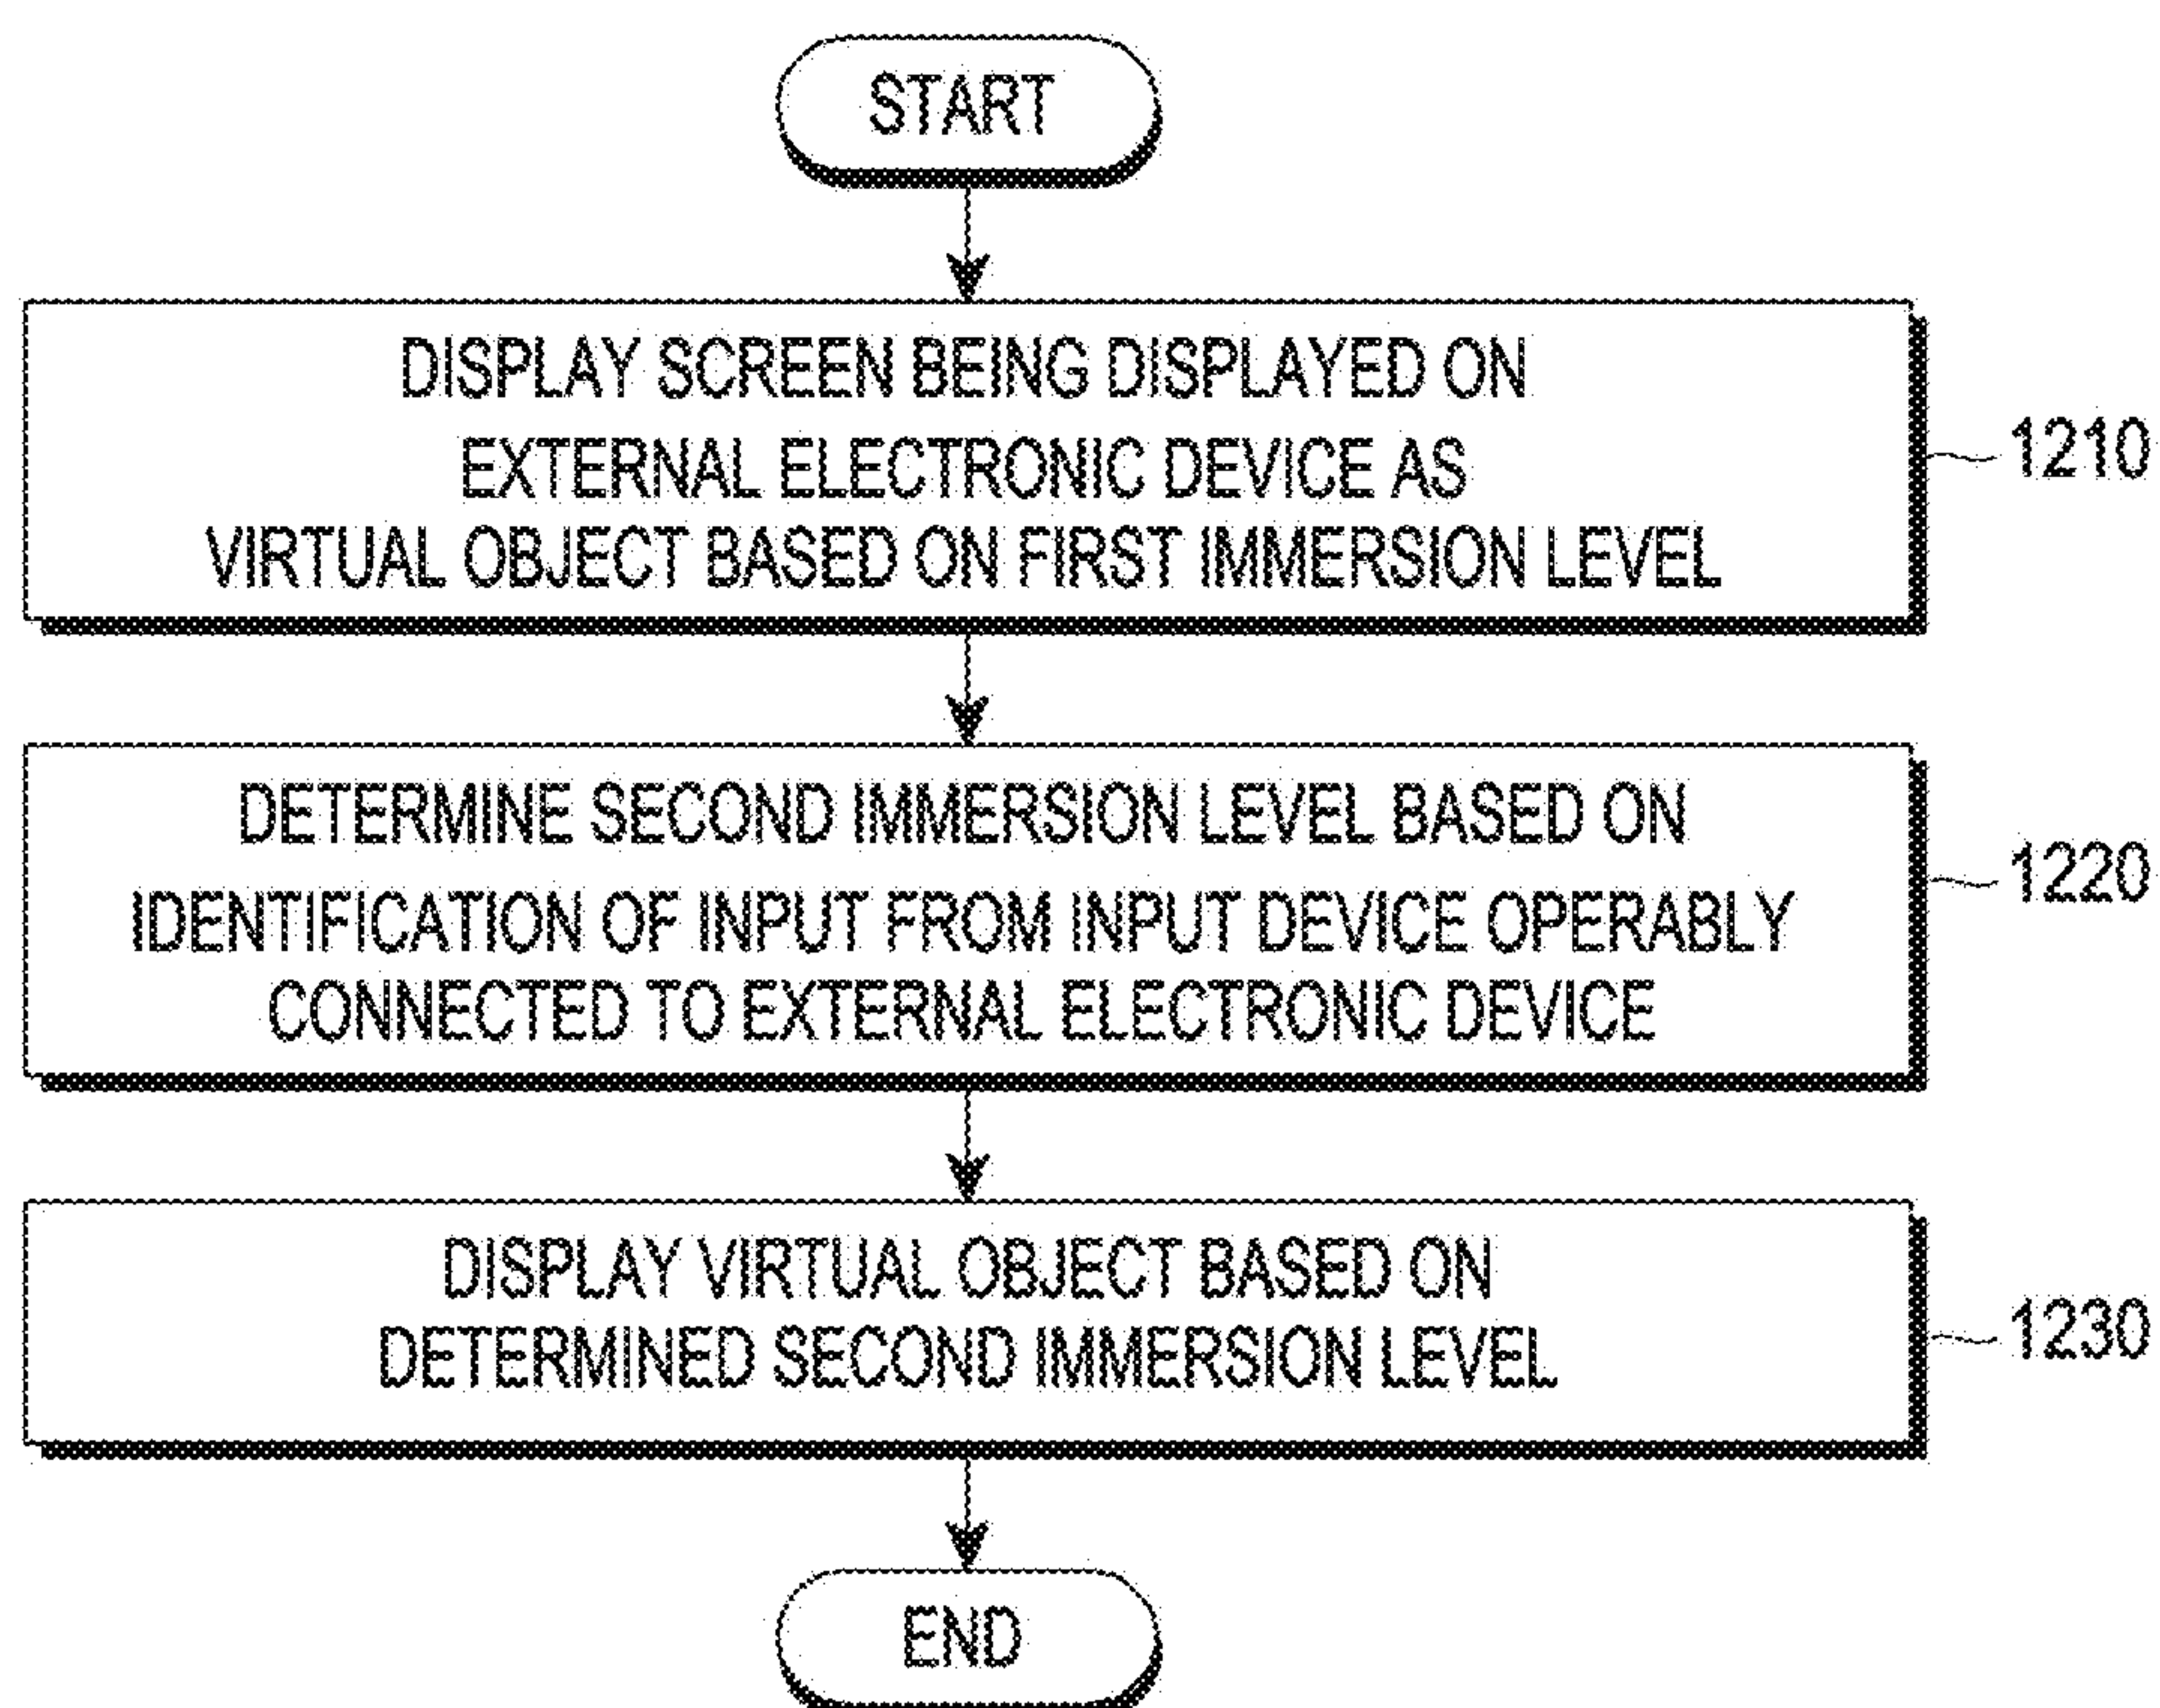 START
DISPLAY SCREEN BEING DISPLAYED ON
EXTERNAL ELECTRONIC DEVICE AS
VIRTUAL OBJECT BASED ON FIRST IMMERSION LEVEL
1210
DETERMINE SECOND IMMERSION LEVEL BASED ON
IDENTIFICATION OF INPUT FROM INPUT DEVICE OPERABLY
CONNECTED TO EXTERNAL ELECTRONIC DEVICE
1220
DISPLAY VIRTUAL OBJECT BASED ON
DETERMINED SECOND IMMERSION LEVEL
1230
END